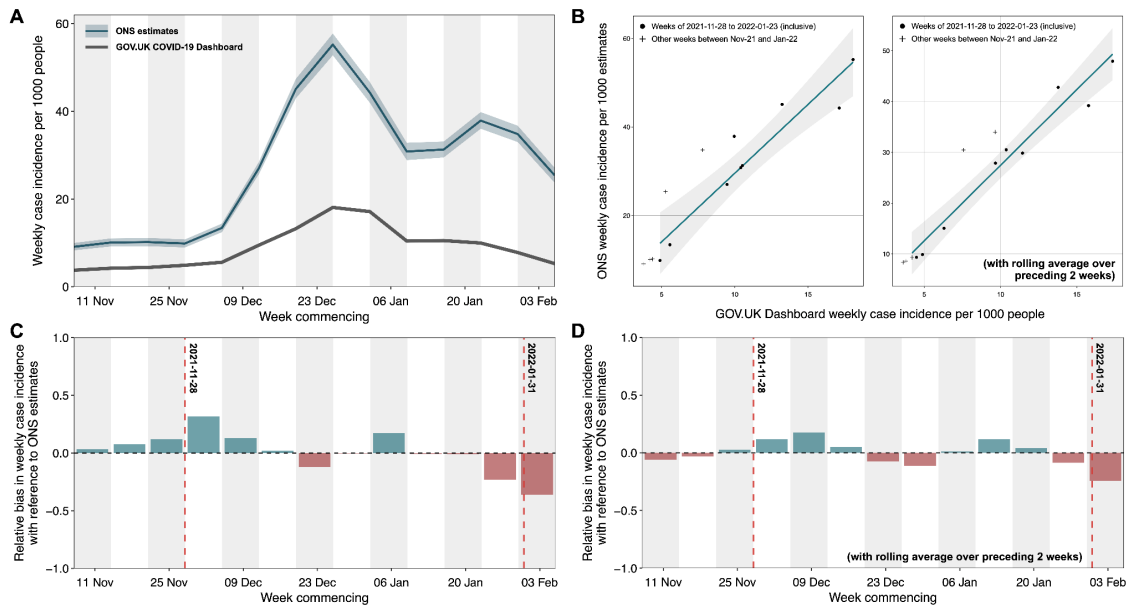 A
Weekly case incidence per 1000 people
60
40
20
0
ONS estimates
GOV.UK COVID-19 Dashboard
11 Nov
25 Nov
09 Dec
23 Dec
06 Jan
20 Jan
03 Feb
Week commencing
B
ONS weekly case incidence per 1000 estimates
60
40
20
Weeks of 2021-11-28 to 2022-01-23 (inclusive)
Other weeks between Nov-21 and Jan-22
5
10
15
50
40
30
20
10
Weeks of 2021-11-28 to 2022-01-23 (inclusive)
Other weeks between Nov-21 and Jan-22
(with rolling average over
preceding 2 weeks)
5
10
15
GOV.UK Dashboard weekly case incidence per 1000 people
C
Relative bias in weekly case incidence
with reference to ONS estimates
1.0
0.5
0.0
−0.5
−1.0
2021-11-28
2022-01-31
11 Nov
25 Nov
09 Dec
23 Dec
06 Jan
20 Jan
03 Feb
Week commencing
D
Relative bias in weekly case incidence
with reference to ONS estimates
1.0
0.5
0.0
−0.5
−1.0
2021-11-28
2022-01-31
(with rolling average over preceding 2 weeks)
11 Nov
25 Nov
09 Dec
23 Dec
06 Jan
20 Jan
03 Feb
Week commencing